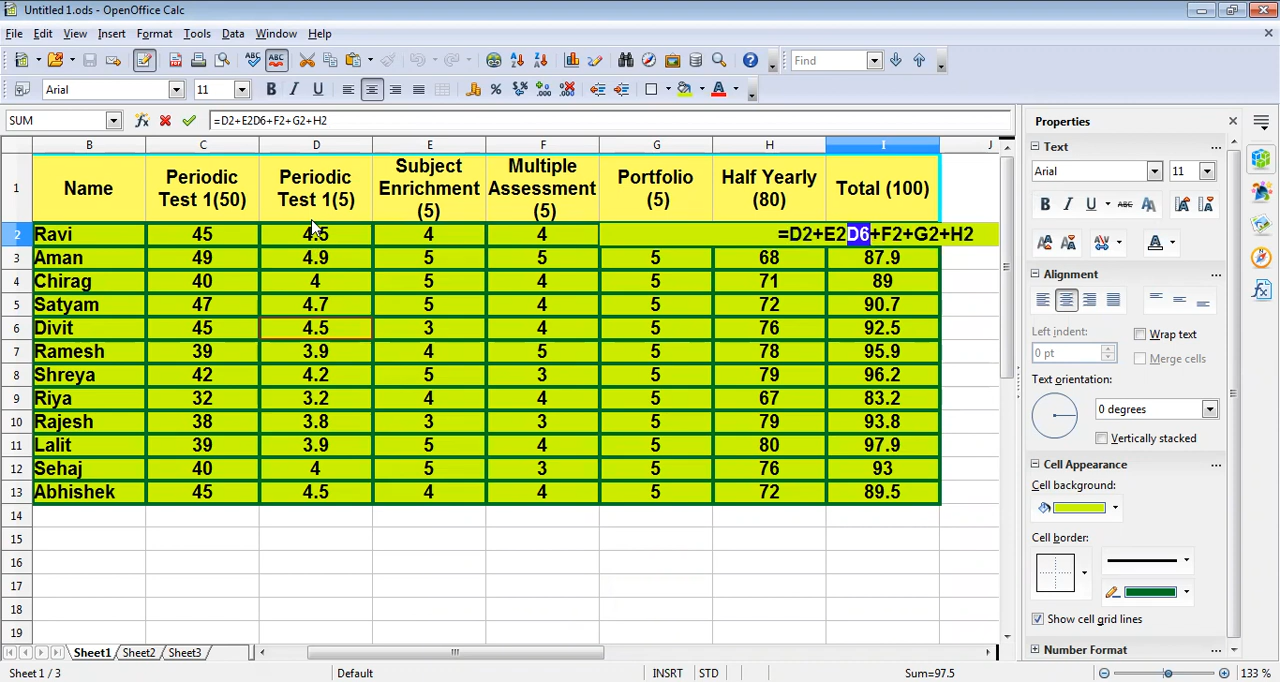 Untitled 1.ods - OpenOffice Calc
File Edit View Insert Format Tools Data Window Help
Find
Arial 11
SUM =D2+E2D6+F2+G2+H2
B C D E F G H I J
1 Name Periodic Test 1(50) Periodic Test 1(5) Subject Enrichment (5) Multiple Assessment (5) Portfolio (5) Half Yearly (80) Total (100)
2 Ravi 45 4.5 4 4 =D2+E2D6+F2+G2+H2
3 Aman 49 4.9 5 5 5 68 87.9
4 Chirag 40 4 5 4 5 71 89
5 Satyam 47 4.7 5 4 5 72 90.7
6 Divit 45 4.5 3 4 5 76 92.5
7 Ramesh 39 3.9 4 5 5 78 95.9
8 Shreya 42 4.2 5 3 5 79 96.2
9 Riya 32 3.2 4 4 5 67 83.2
10 Rajesh 38 3.8 3 3 5 79 93.8
11 Lalit 39 3.9 5 4 5 80 97.9
12 Sehaj 40 4 5 3 5 76 93
13 Abhishek 45 4.5 4 4 5 72 89.5
14
15
16
17
18
19
Sheet1 Sheet2 Sheet3
Sheet 1 / 3 Default INSRT STD Sum=97.5 133 %
Properties
Text
Arial 11
Alignment
Left indent: Wrap text
0 pt Merge cells
Text orientation:
0 degrees
Vertically stacked
Cell Appearance
Cell background:
Cell border:
Show cell grid lines
Number Format